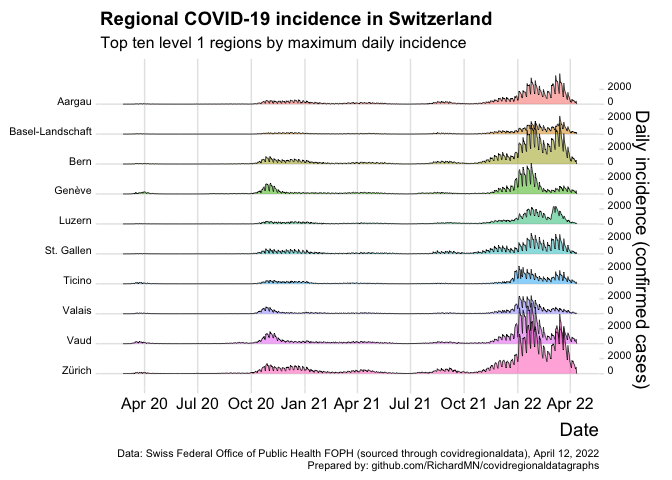 Regional COVID-19 incidence in Switzerland
Top ten level 1 regions by maximum daily incidence
Aargau
2000
0
Basel-Landschaft
2000
0
Bern
2000
0
Genève
2000
0
Luzern
2000
0
St. Gallen
2000
0
Ticino
2000
0
Valais
2000
0
Vaud
2000
0
Zürich
2000
0
Daily incidence (confirmed cases)
Apr 20 Jul 20 Oct 20 Jan 21 Apr 21 Jul 21 Oct 21 Jan 22 Apr 22
Date
Data: Swiss Federal Office of Public Health FOPH (sourced through covidregionaldata), April 12, 2022
Prepared by: github.com/RichardMN/covidregionaldatagraphs